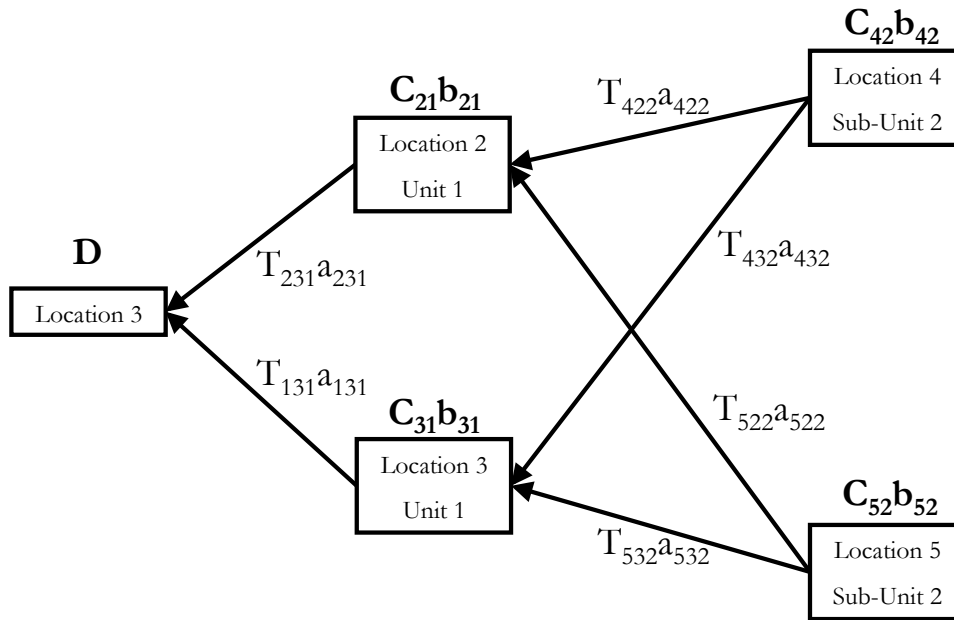 C₄₂b₄₂
Location 4
Sub-Unit 2
T₄₂₂a₄₂₂
C₂₁b₂₁
Location 2
Unit 1
T₄₃₂a₄₃₂
D
Location 3
T₂₃₁a₂₃₁
T₁₃₁a₁₃₁
C₃₁b₃₁
Location 3
Unit 1
T₅₂₂a₅₂₂
C₅₂b₅₂
Location 5
Sub-Unit 2
T₅₃₂a₅₃₂